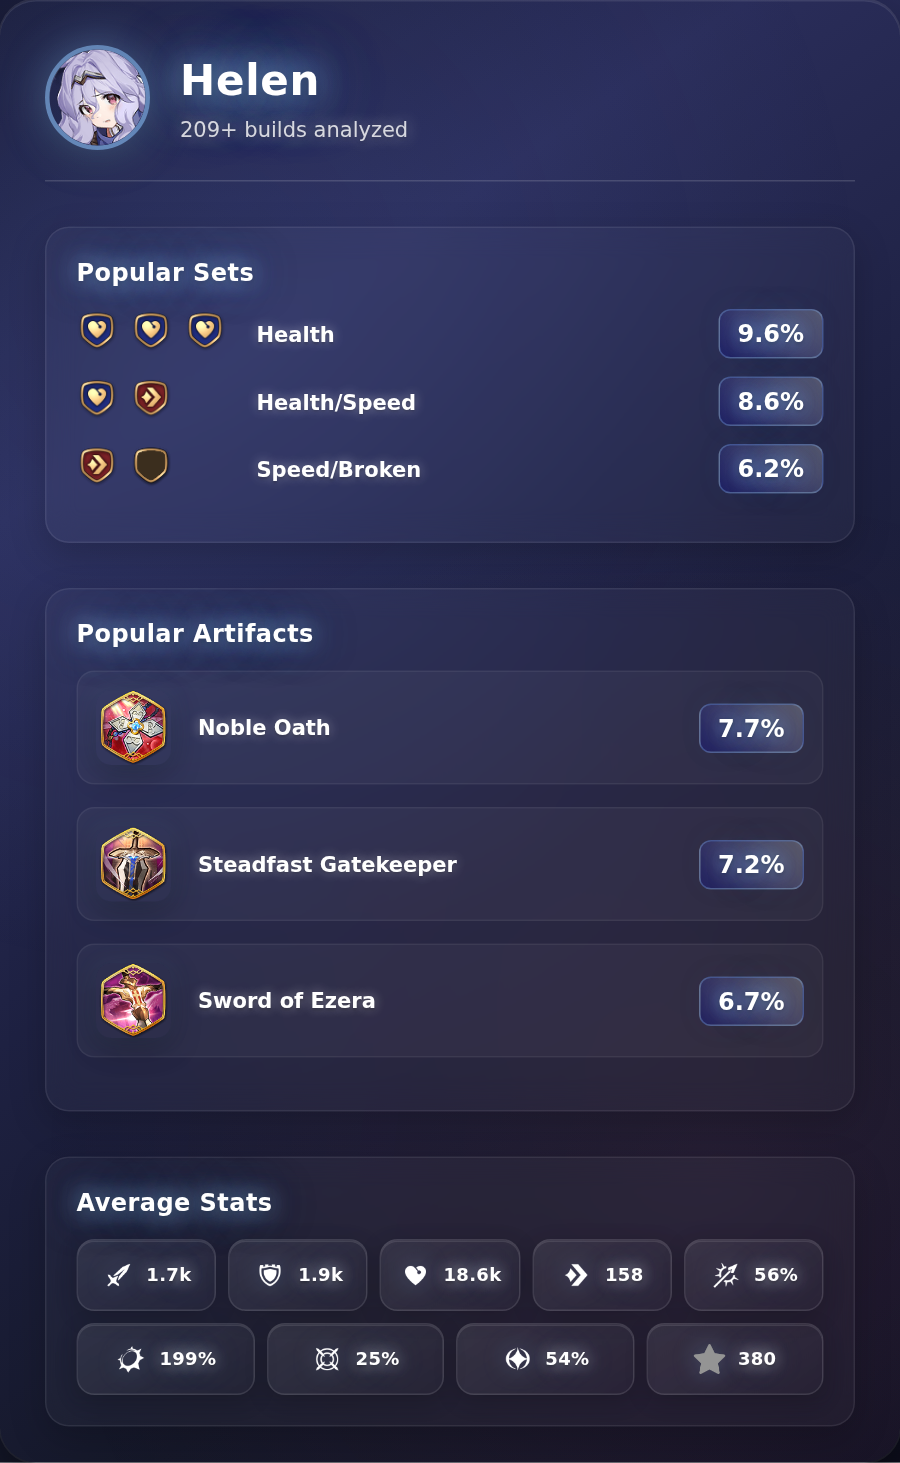 Helen
209+ builds analyzed
Popular Sets
Health 9.6%
Health/Speed 8.6%
Speed/Broken 6.2%
Popular Artifacts
Noble Oath 7.7%
Steadfast Gatekeeper 7.2%
Sword of Ezera 6.7%
Average Stats
1.7k 1.9k 18.6k 158 56%
199% 25% 54% 380